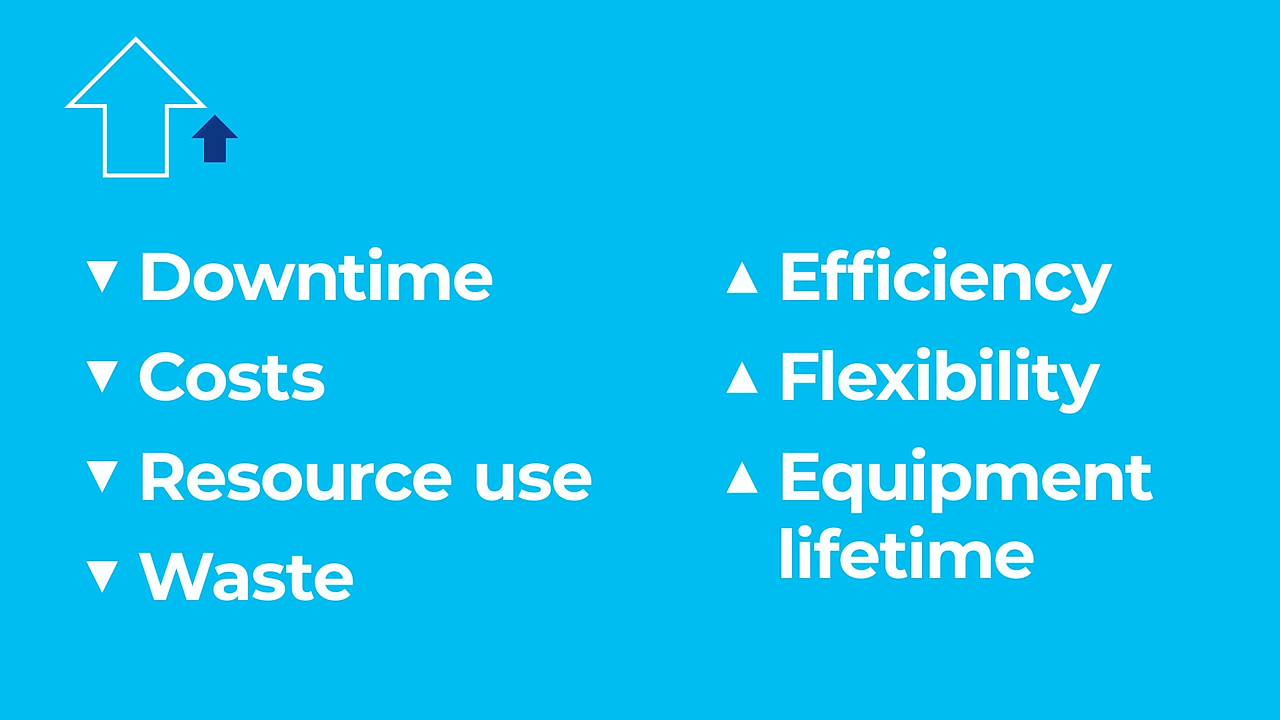 ▼ Downtime
▼ Costs
▼ Resource use
▼ Waste
▲ Efficiency
▲ Flexibility
▲ Equipment
lifetime